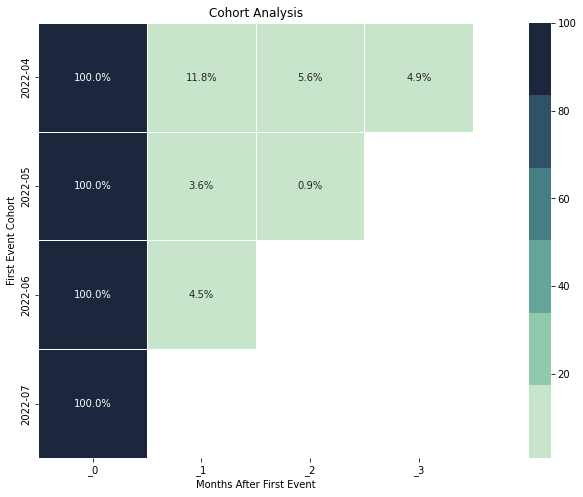 Cohort Analysis
100
2022-04
100.0% 11.8% 5.6% 4.9%
80
2022-05
100.0% 3.6% 0.9%
60
First Event Cohort
2022-06
100.0% 4.5%
40
2022-07
100.0%
20
_0 _1 _2 _3
Months After First Event